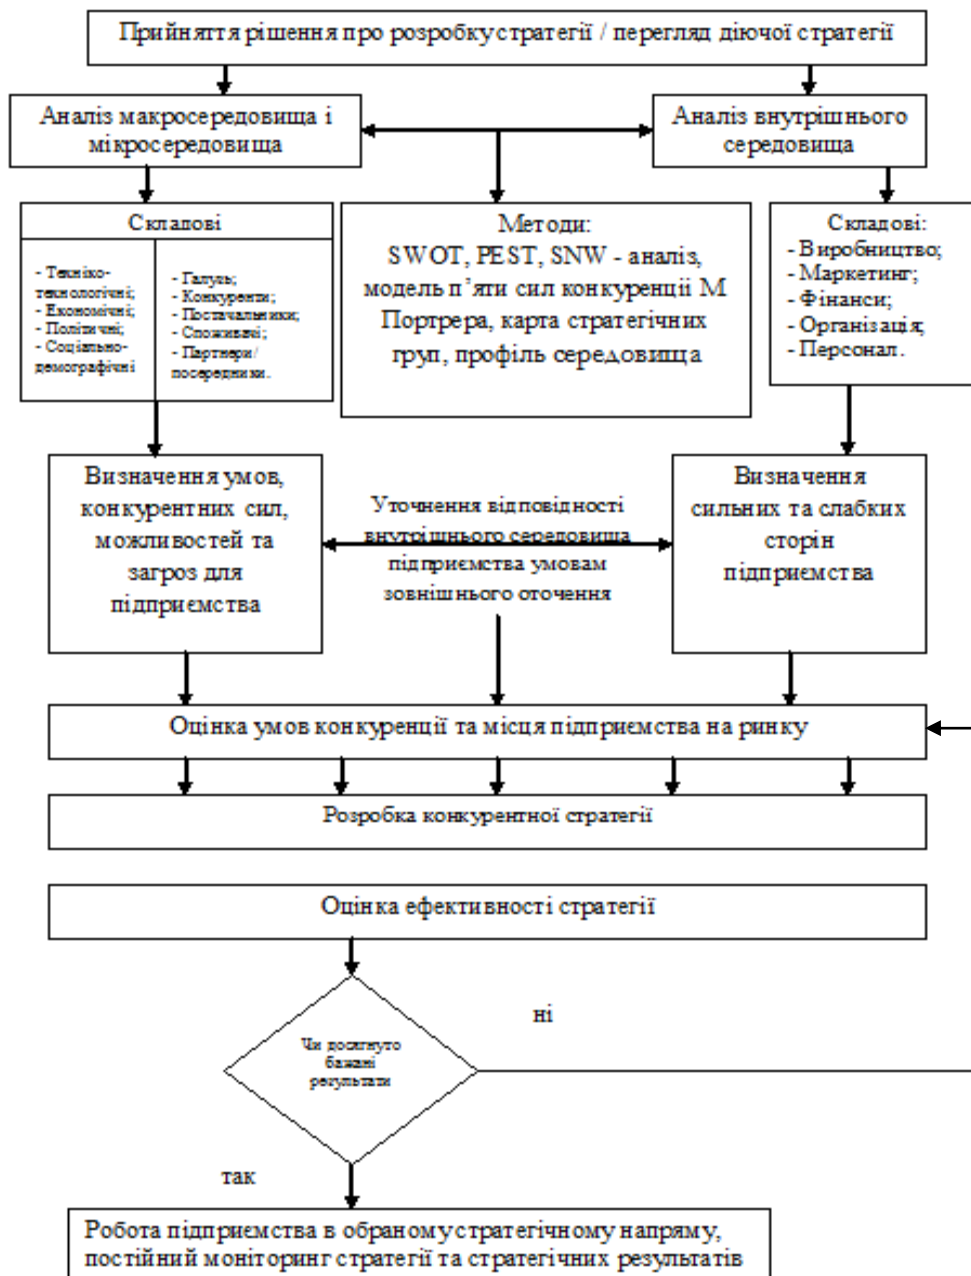 Прийняття рішення про розробку стратегії / перегляд діючої стратегії
Аналіз макросередовища і
мікросередовища
Аналіз внутрішнього
середовища
Складові
- Техніко-
технологічні;
- Економічні;
- Політичні;
- Соціально-
демографічні
- Галузь;
- Конкуренти;
- Постачальники;
- Споживачі;
- Партнери/
посередники.
Методи:
SWOT, PEST, SNW - аналіз,
модель п’яти сил конкуренції М
Портрера, карта стратегічних
груп, профіль середовища
Складові:
- Виробництво;
- Маркетинг;
- Фінанси;
- Організація;
- Персонал.
Визначення умов,
конкурентних сил,
можливостей та
загроз для
підприємства
Уточнення відповідності
внутрішнього середовища
підприємства умовам
зовнішнього оточення
Визначення
сильних та слабких
сторін
підприємства
Оцінка умов конкуренції та місця підприємства на ринку
Розробка конкурентної стратегії
Оцінка ефективності стратегії
Чи досягнуто
бажані
результати
ні
так
Робота підприємства в обраному стратегічному напряму,
постійний моніторинг стратегії та стратегічних результатів